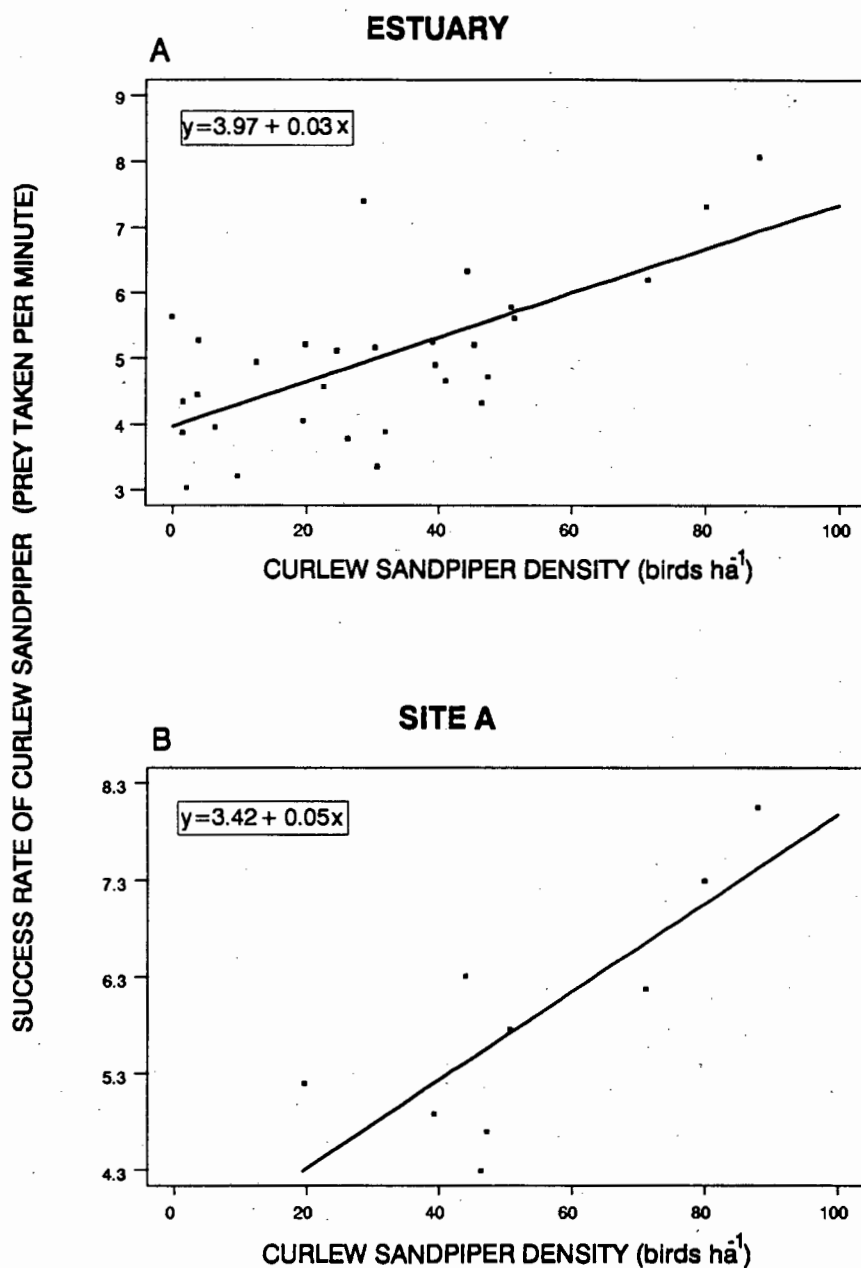 SUCCESS RATE OF CURLEW SANDPIPER (PREY TAKEN PER MINUTE)
ESTUARY
A
y=3.97 + 0.03x
9
8
7
6
5
4
3
0 20 40 60 80 100
CURLEW SANDPIPER DENSITY (birds ha⁻¹)
SITE A
B
y=3.42 + 0.05x
8.3
7.3
6.3
5.3
4.3
0 20 40 60 80 100
CURLEW SANDPIPER DENSITY (birds ha⁻¹)